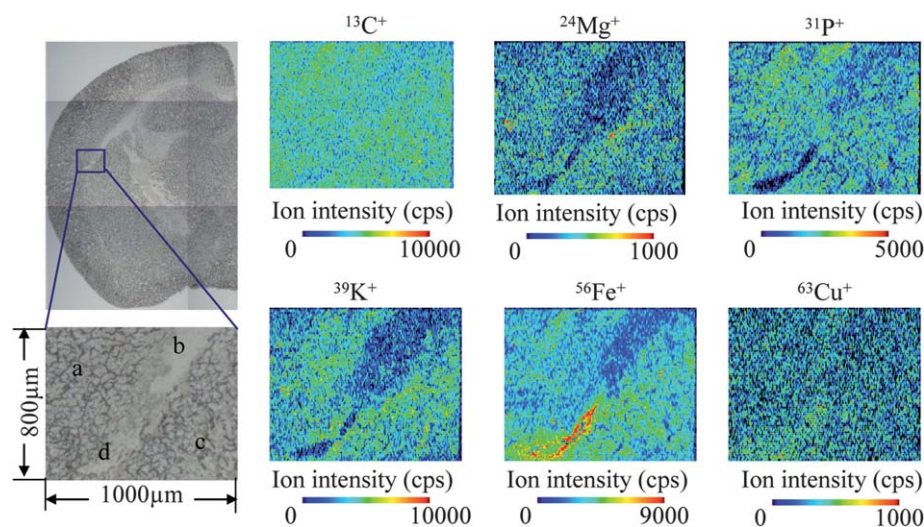 ¹³C⁺
²⁴Mg⁺
³¹P⁺
Ion intensity (cps)
0 10000
Ion intensity (cps)
0 1000
Ion intensity (cps)
0 5000
³⁹K⁺
⁵⁶Fe⁺
⁶³Cu⁺
a
b
c
d
800µm
1000µm
Ion intensity (cps)
0 10000
Ion intensity (cps)
0 9000
Ion intensity (cps)
0 1000